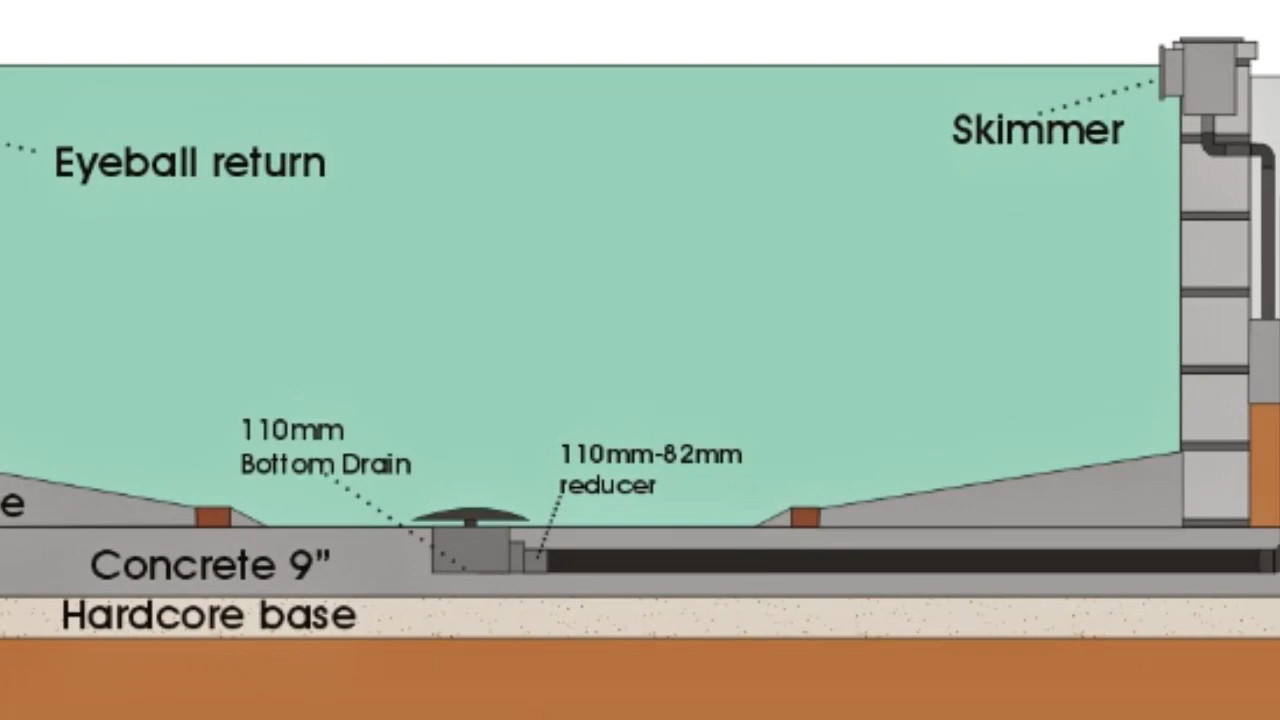 Skimmer
Eyeball return
110mm
Bottom Drain
110mm-82mm
reducer
e
Concrete 9”
Hardcore base